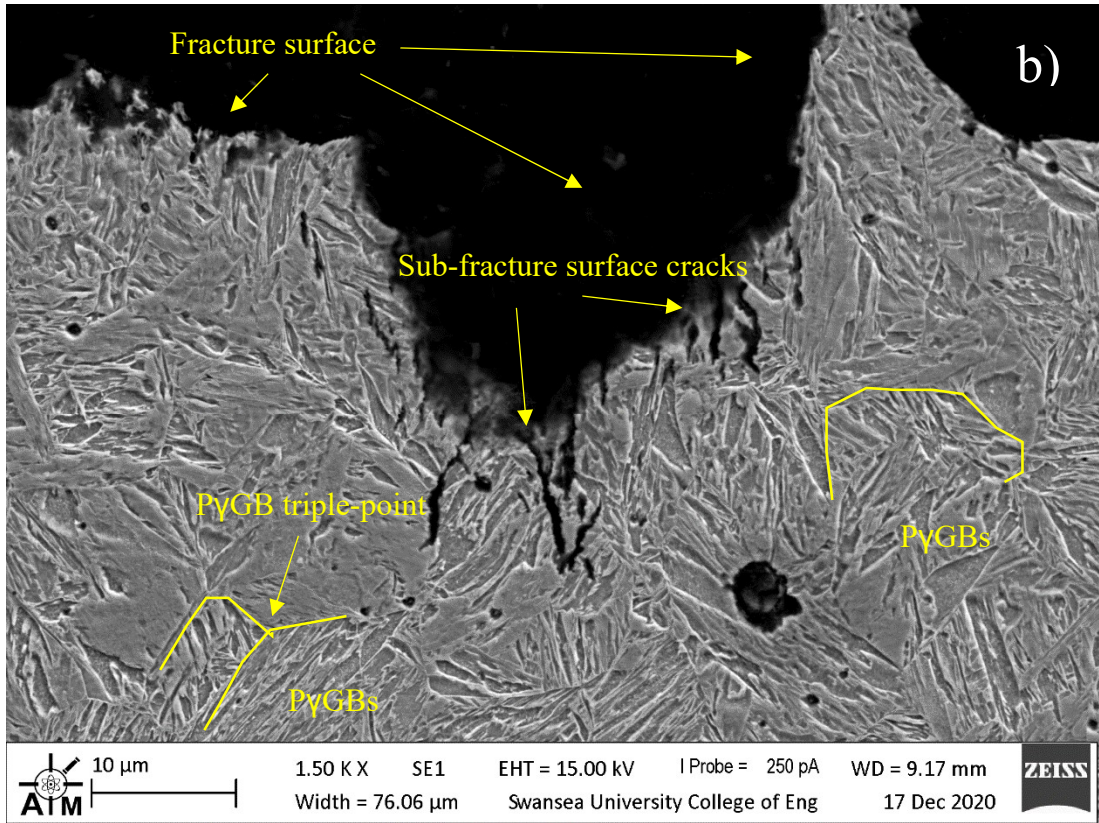 Fracture surface
b)
Sub-fracture surface cracks
PγGB triple-point
PγGBs
PγGBs
10 µm
1.50 K X SE1 EHT = 15.00 kV I Probe = 250 pA WD = 9.17 mm
Width = 76.06 µm Swansea University College of Eng 17 Dec 2020
AIM
ZEISS